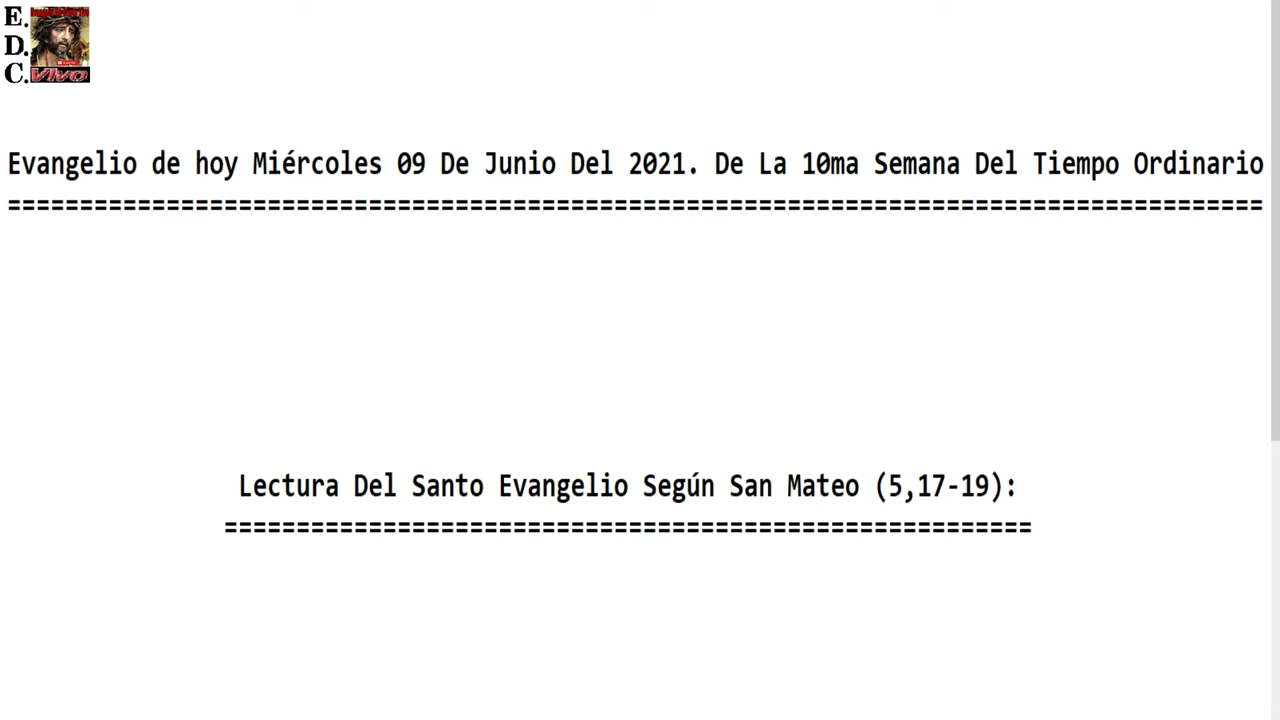 E.
D.
C.
Vivo
Evangelio de hoy Miércoles 09 De Junio Del 2021. De La 10ma Semana Del Tiempo Ordinario
=======================================================================================
Lectura Del Santo Evangelio Según San Mateo (5,17-19):
========================================================